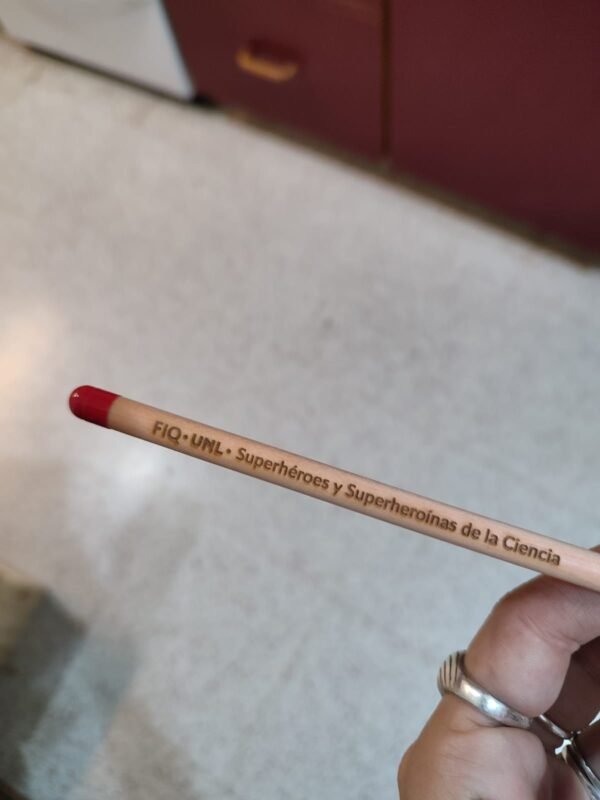 FIQ•UNL• Superhéroes y Superheroínas de la Ciencia